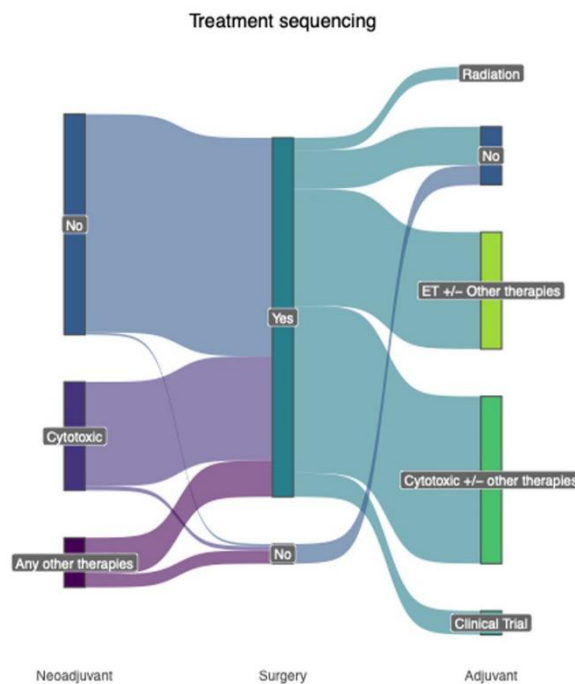 Treatment sequencing
Radiation
No
No
ET +/− Other therapies
Yes
Cytotoxic
Cytotoxic +/− other therapies
No
Any other therapies
Clinical Trial
Neoadjuvant
Surgery
Adjuvant